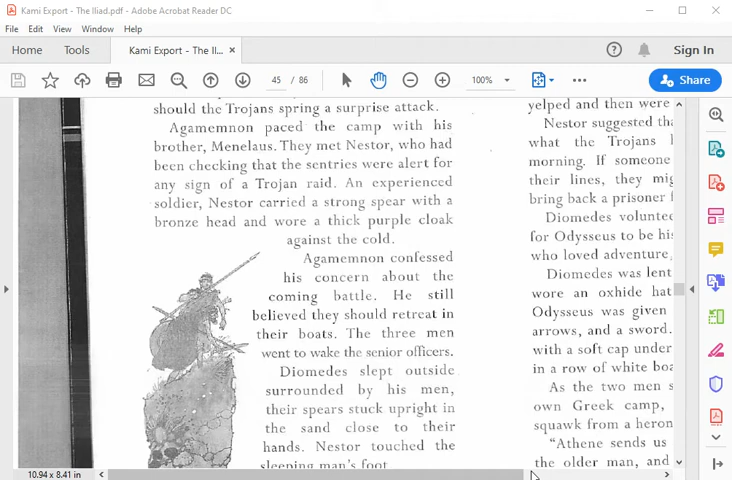 Kami Export - The Iliad.pdf - Adobe Acrobat Reader DC
File Edit View Window Help
Home Tools Kami Export - The Il... × Sign In
45 / 86 100% Share
should the Trojans spring a surprise attack.
Agamemnon paced the camp with his
brother, Menelaus. They met Nestor, who had
been checking that the sentries were alert for
any sign of a Trojan raid. An experienced
soldier, Nestor carried a strong spear with a
bronze head and wore a thick purple cloak
against the cold.
Agamemnon confessed
his concern about the
coming battle. He still
believed they should retreat in
their boats. The three men
went to wake the senior officers.
Diomedes slept outside
surrounded by his men,
their spears stuck upright in
the sand close to their
hands. Nestor touched the
sleeping man's foot
yelped and then were
Nestor suggested tha
what the Trojans
morning. If someone
their lines, they mig
bring back a prisoner
Diomedes voluntee
for Odysseus to be his
who loved adventure,
Diomedes was lent
wore an oxhide hat
Odysseus was given
arrows, and a sword.
with a soft cap under
in a row of white boa
As the two men s
own Greek camp,
squawk from a heron
"Athene sends us
the older man, and
10.94 x 8.41 in